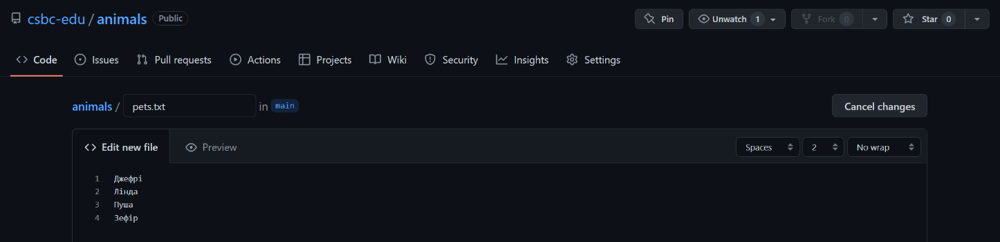 csbc-edu / animals Public
Pin Unwatch 1 Fork 0 Star 0
Code Issues Pull requests Actions Projects Wiki Security Insights Settings
animals / pets.txt in main Cancel changes
Edit new file Preview Spaces 2 No wrap
1 Джефрі
2 Лінда
3 Пуша
4 Зефір